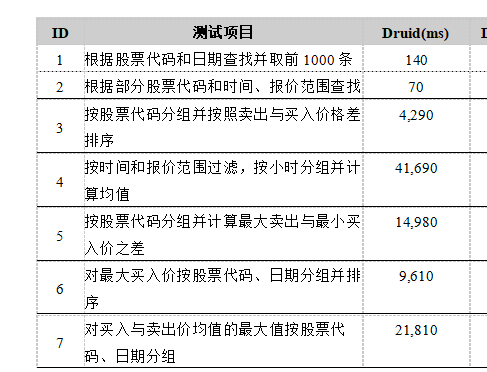 ID 测试项目 Druid(ms)
1 根据股票代码和日期查找并取前 1000 条 140
2 根据部分股票代码和时间、报价范围查找 70
3 按股票代码分组并按照卖出与买入价格差 4,290
排序
4 按时间和报价范围过滤，按小时分组并计 41,690
算均值
5 按股票代码分组并计算最大卖出与最小买 14,980
入价之差
6 对最大买入价按股票代码、日期分组并排 9,610
序
7 对买入与卖出价均值的最大值按股票代 21,810
码、日期分组